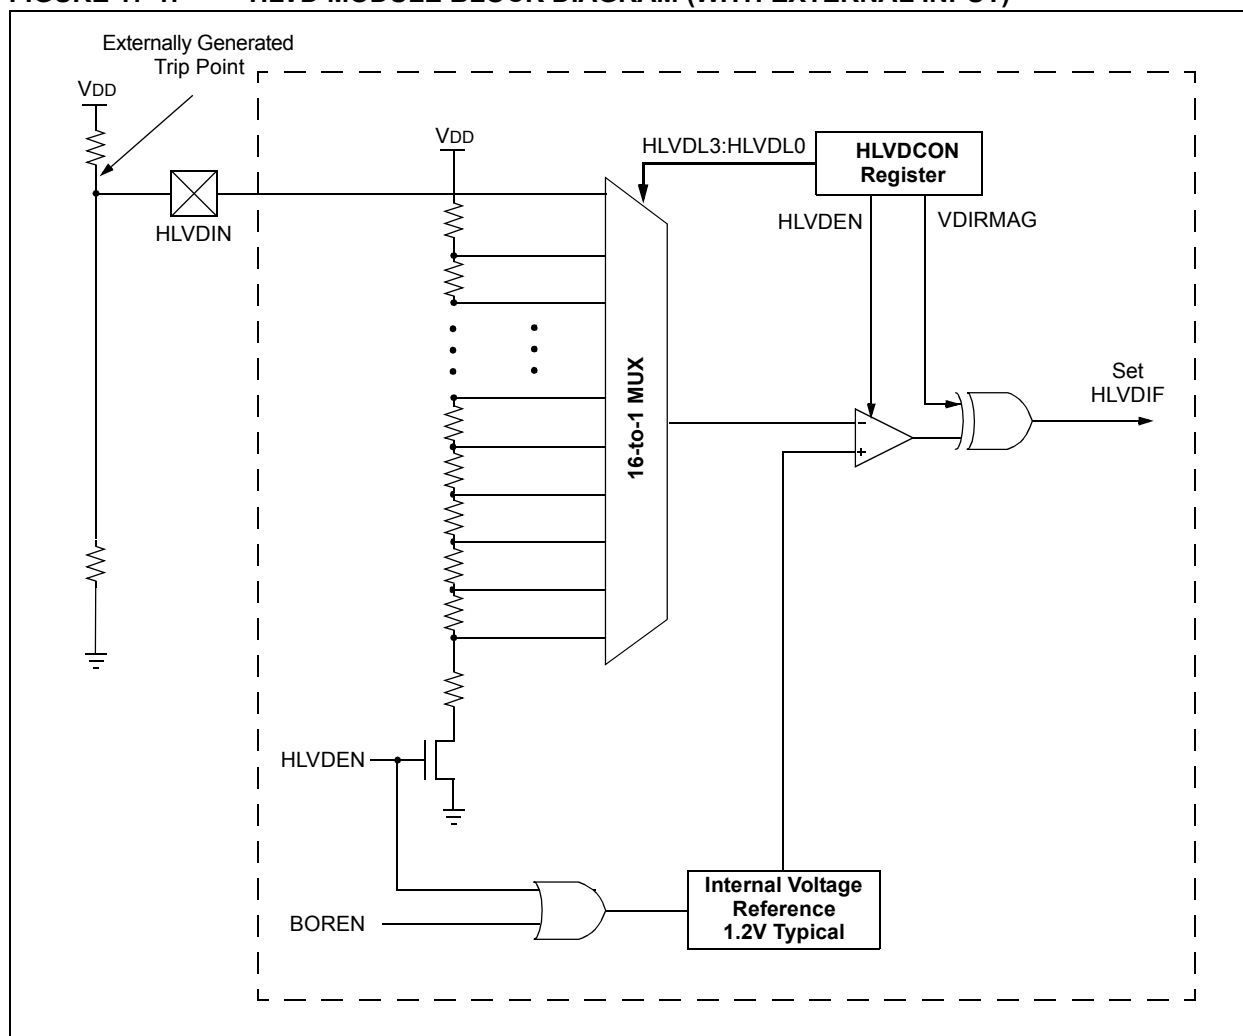 Externally Generated
Trip Point
VDD
VDD
HLVDL3:HLVDL0
HLVDCON
Register
HLVDEN
VDIRMAG
HLVDIN
16-to-1 MUX
Set
HLVDIF
–
+
HLVDEN
BOREN
Internal Voltage
Reference
1.2V Typical